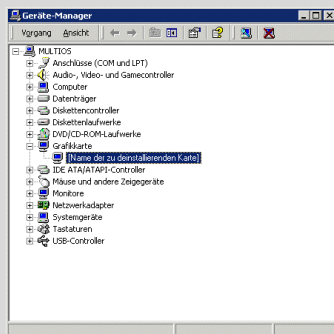 Geräte-Manager
Vorgang Ansicht
MULTIOS
Anschlüsse (COM und LPT)
Audio-, Video- und Gamecontroller
Computer
Datenträger
Diskettencontroller
Diskettenlaufwerke
DVD/CD-ROM-Laufwerke
Grafikkarte
[Name der zu deinstallierenden Karte]
IDE ATA/ATAPI-Controller
Mäuse und andere Zeigegeräte
Monitore
Netzwerkadapter
Systemgeräte
Tastaturen
USB-Controller